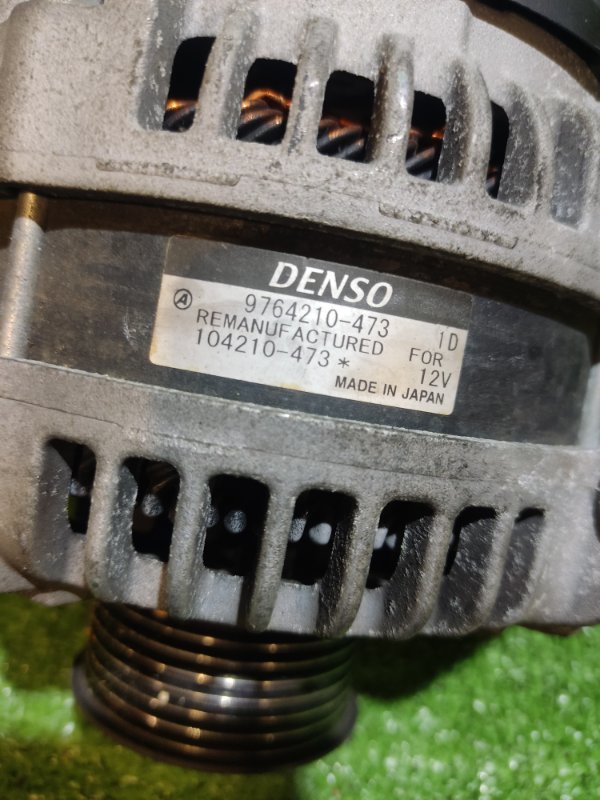 DENSO
Ⓐ 9764210-473 1D
REMANUFACTURED FOR
104210-473* 12V
MADE IN JAPAN